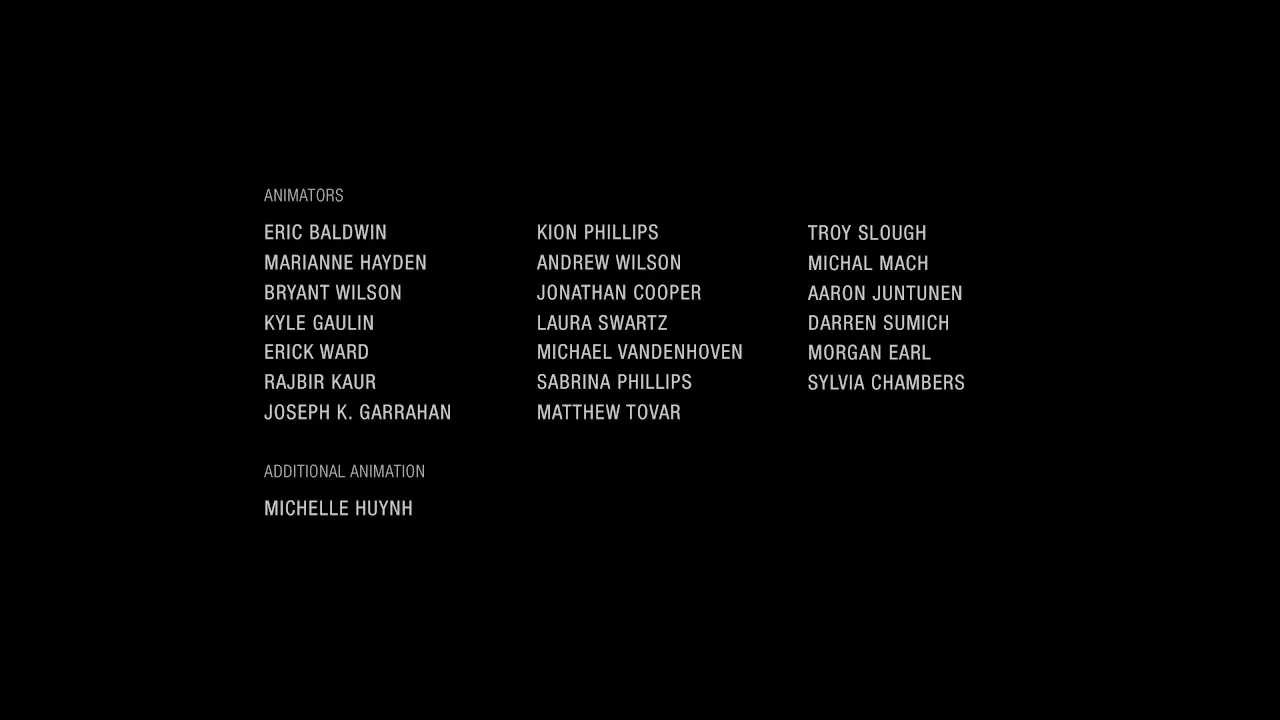 ANIMATORS
ERIC BALDWIN
MARIANNE HAYDEN
BRYANT WILSON
KYLE GAULIN
ERICK WARD
RAJBIR KAUR
JOSEPH K. GARRAHAN
KION PHILLIPS
ANDREW WILSON
JONATHAN COOPER
LAURA SWARTZ
MICHAEL VANDENHOVEN
SABRINA PHILLIPS
MATTHEW TOVAR
TROY SLOUGH
MICHAL MACH
AARON JUNTUNEN
DARREN SUMICH
MORGAN EARL
SYLVIA CHAMBERS
ADDITIONAL ANIMATION
MICHELLE HUYNH